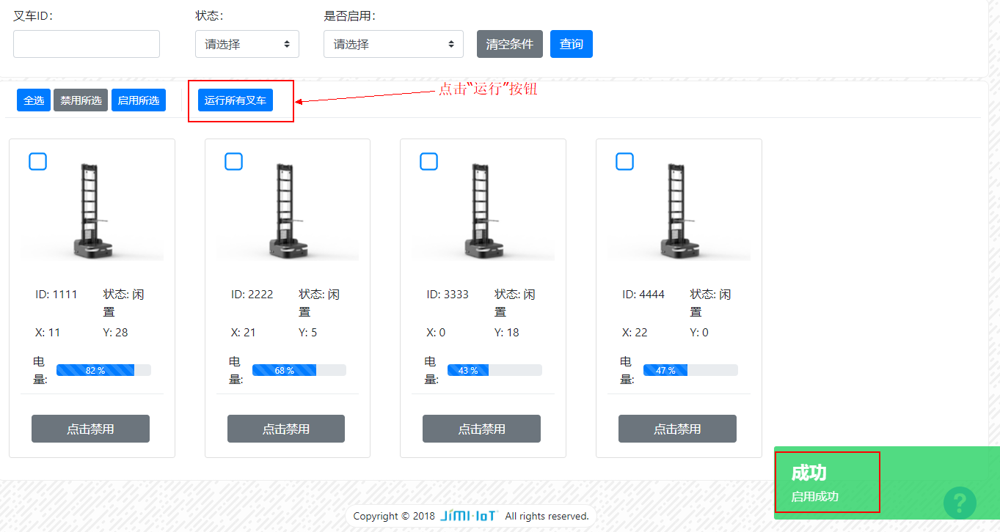 叉车ID：
状态：
是否启用：
请选择
请选择
清空条件
查询
全选
禁用所选
启用所选
运行所有叉车
点击“运行”按钮
ID: 1111
状态: 闲
置
X: 11
Y: 28
电
量:
82 %
点击禁用
ID: 2222
状态: 闲
置
X: 21
Y: 5
电
量:
68 %
点击禁用
ID: 3333
状态: 闲
置
X: 0
Y: 18
电
量:
43 %
点击禁用
ID: 4444
状态: 闲
置
X: 22
Y: 0
电
量:
47 %
点击禁用
成功
启用成功
?
Copyright © 2018 JiMI·IoT All rights reserved.